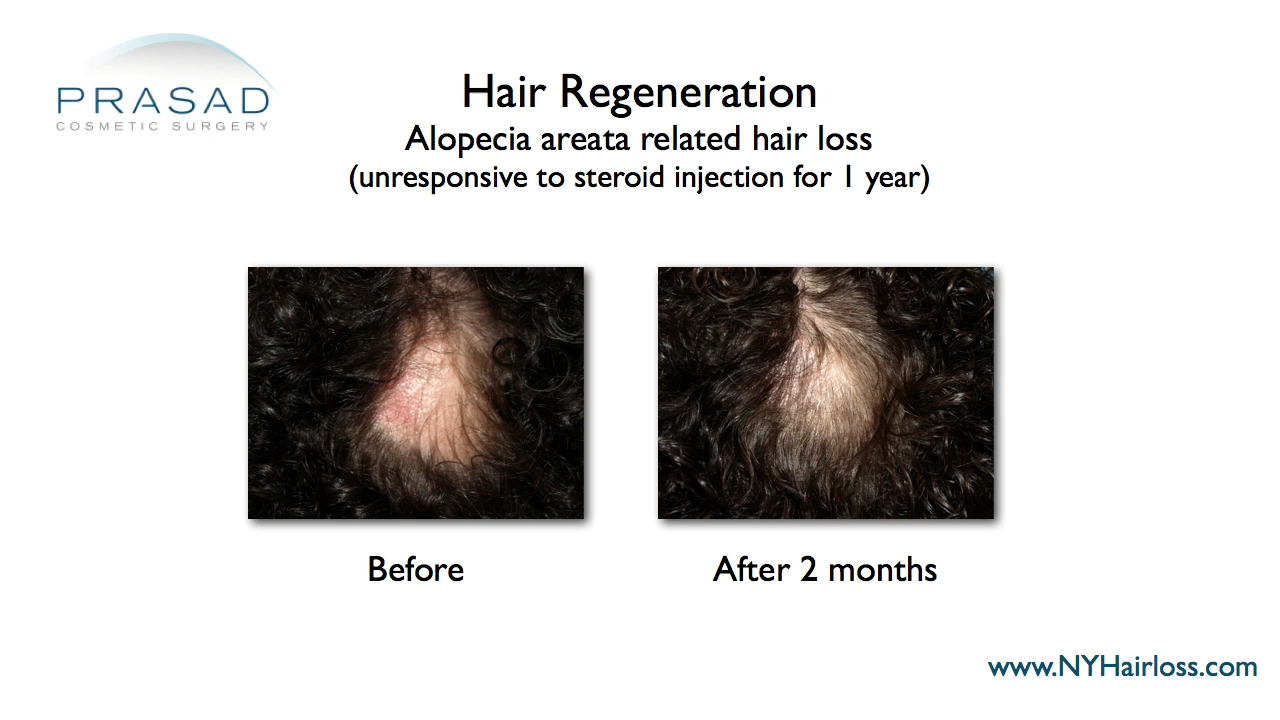 PRASAD
COSMETIC SURGERY
Hair Regeneration
Alopecia areata related hair loss
(unresponsive to steroid injection for 1 year)
Before
After 2 months
www.NYHairloss.com